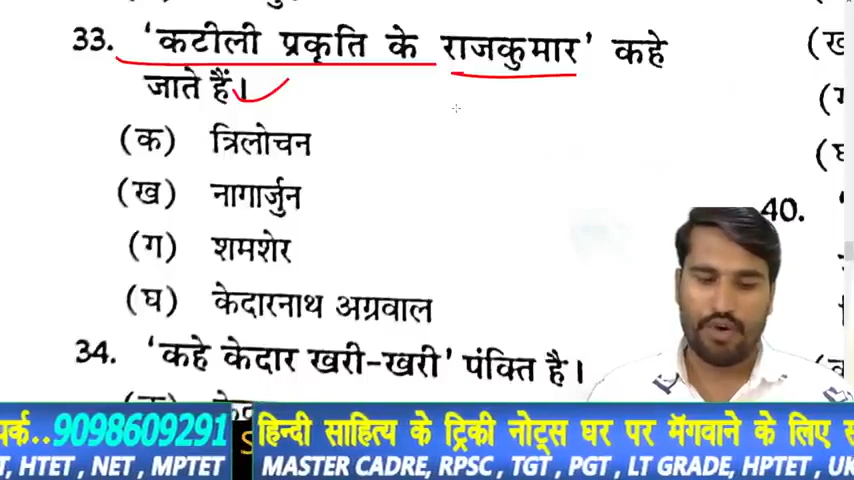 33. 'कटीली प्रकृति के राजकुमार' कहे
जाते हैं।
(क) त्रिलोचन
(ख) नागार्जुन
(ग) शमशेर
(घ) केदारनाथ अग्रवाल
34. 'कहे केदार खरी-खरी' पंक्ति है।
40.
9098609291
हिन्दी साहित्य के ट्रिकी नोट्स घर पर मॅगवाने के लिए
T, HTET, NET, MPTET
MASTER CADRE, RPSC, TGT, PGT, LT GRADE, HPTET, UK